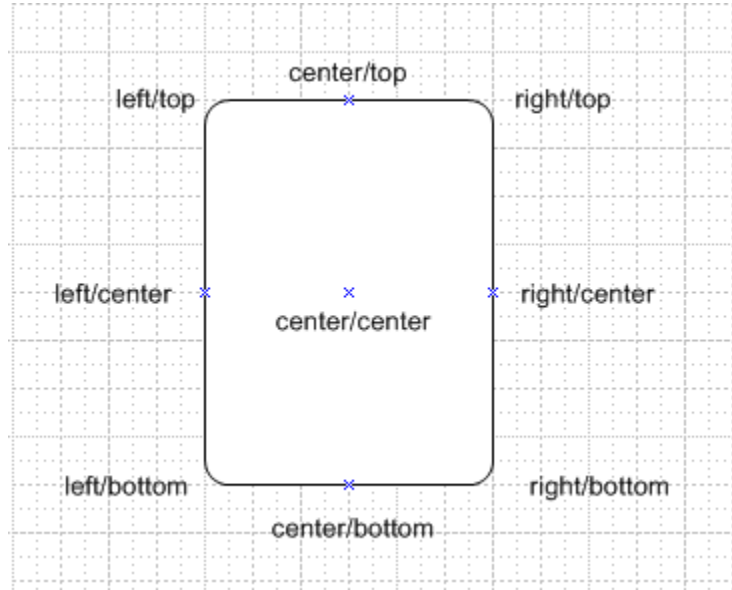 center/top
left/top
right/top
left/center
right/center
center/center
left/bottom
right/bottom
center/bottom